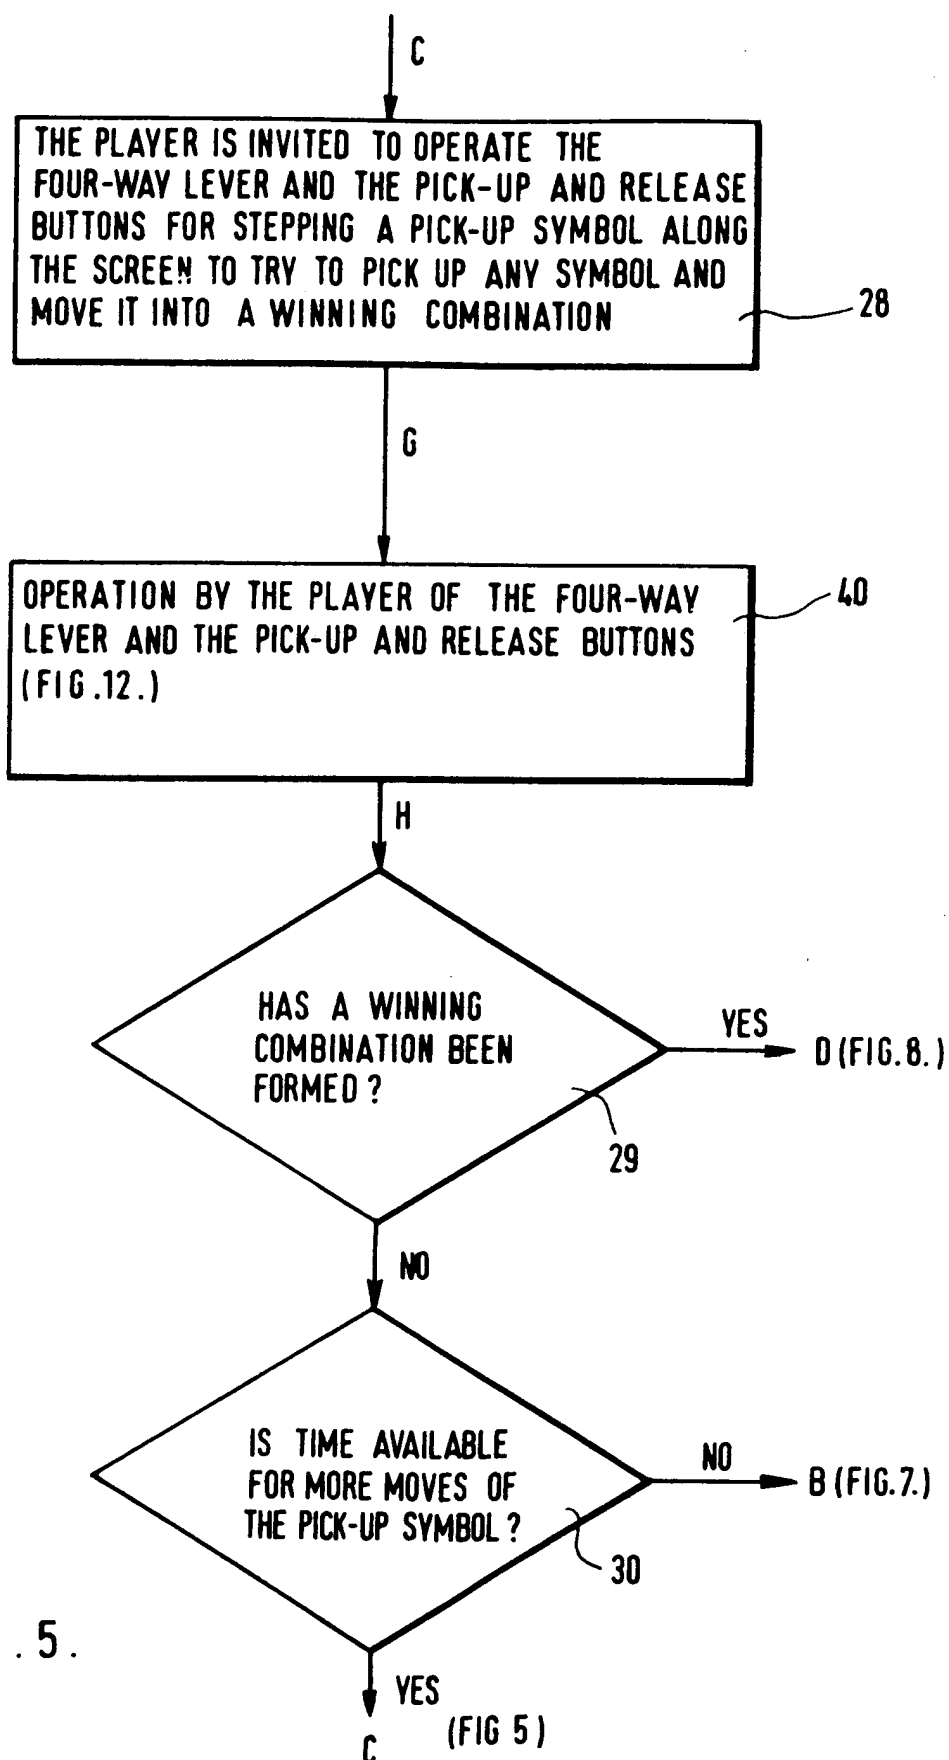 C
THE PLAYER IS INVITED TO OPERATE THE
FOUR-WAY LEVER AND THE PICK-UP AND RELEASE
BUTTONS FOR STEPPING A PICK-UP SYMBOL ALONG
THE SCREEN TO TRY TO PICK UP ANY SYMBOL AND
MOVE IT INTO A WINNING COMBINATION
28
G
OPERATION BY THE PLAYER OF THE FOUR-WAY
LEVER AND THE PICK-UP AND RELEASE BUTTONS
(FIG.12.)
40
H
HAS A WINNING
COMBINATION BEEN
FORMED?
YES
D (FIG.8.)
29
NO
IS TIME AVAILABLE
FOR MORE MOVES OF
THE PICK-UP SYMBOL?
NO
B (FIG.7.)
30
. 5 .
YES
(FIG 5)
C